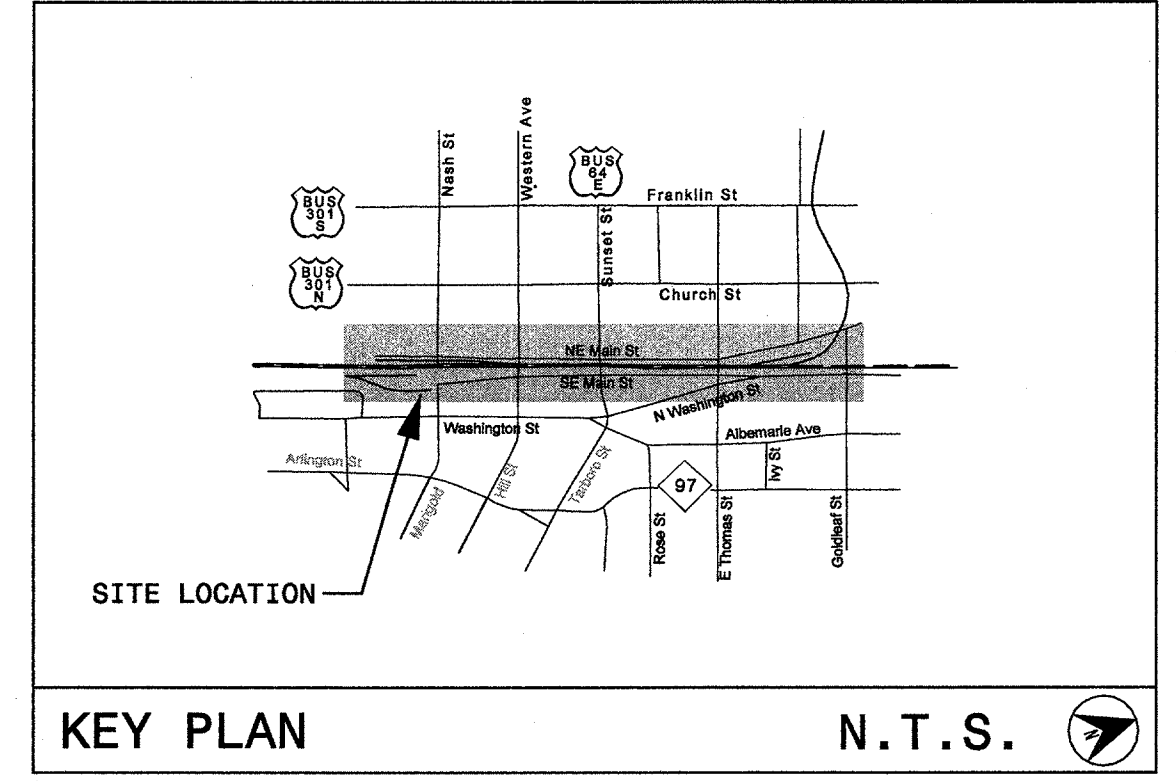 Nash St
Western Ave
BUS
64
E
BUS
301
S
Franklin St
Sunset St
BUS
301
N
Church St
NE Main St
SE Main St
N Washington St
Washington St
Albemarle Ave
Arlington St
Ivy St
Marigold
Hill St
Tarboro St
97
Rose St
E Thomas St
Goldleaf St
SITE LOCATION
KEY PLAN
N.T.S.
N